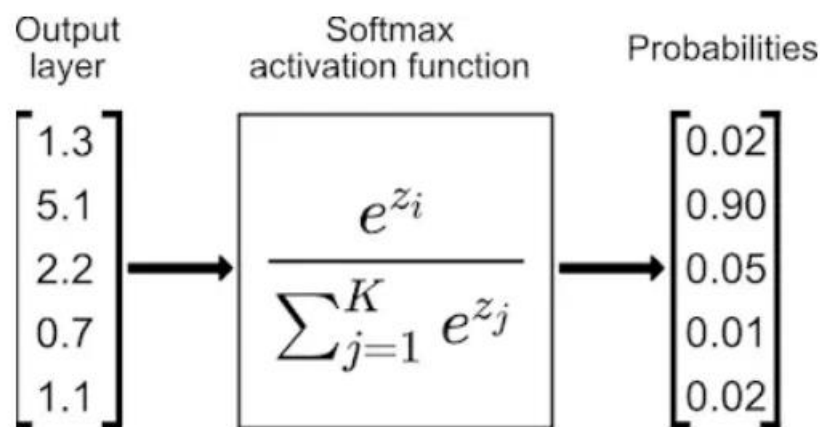 Output
layer
Softmax
activation function
Probabilities
1.3
5.1
2.2
0.7
1.1
e^{z_i}
∑_{j=1}^{K} e^{z_j}
0.02
0.90
0.05
0.01
0.02